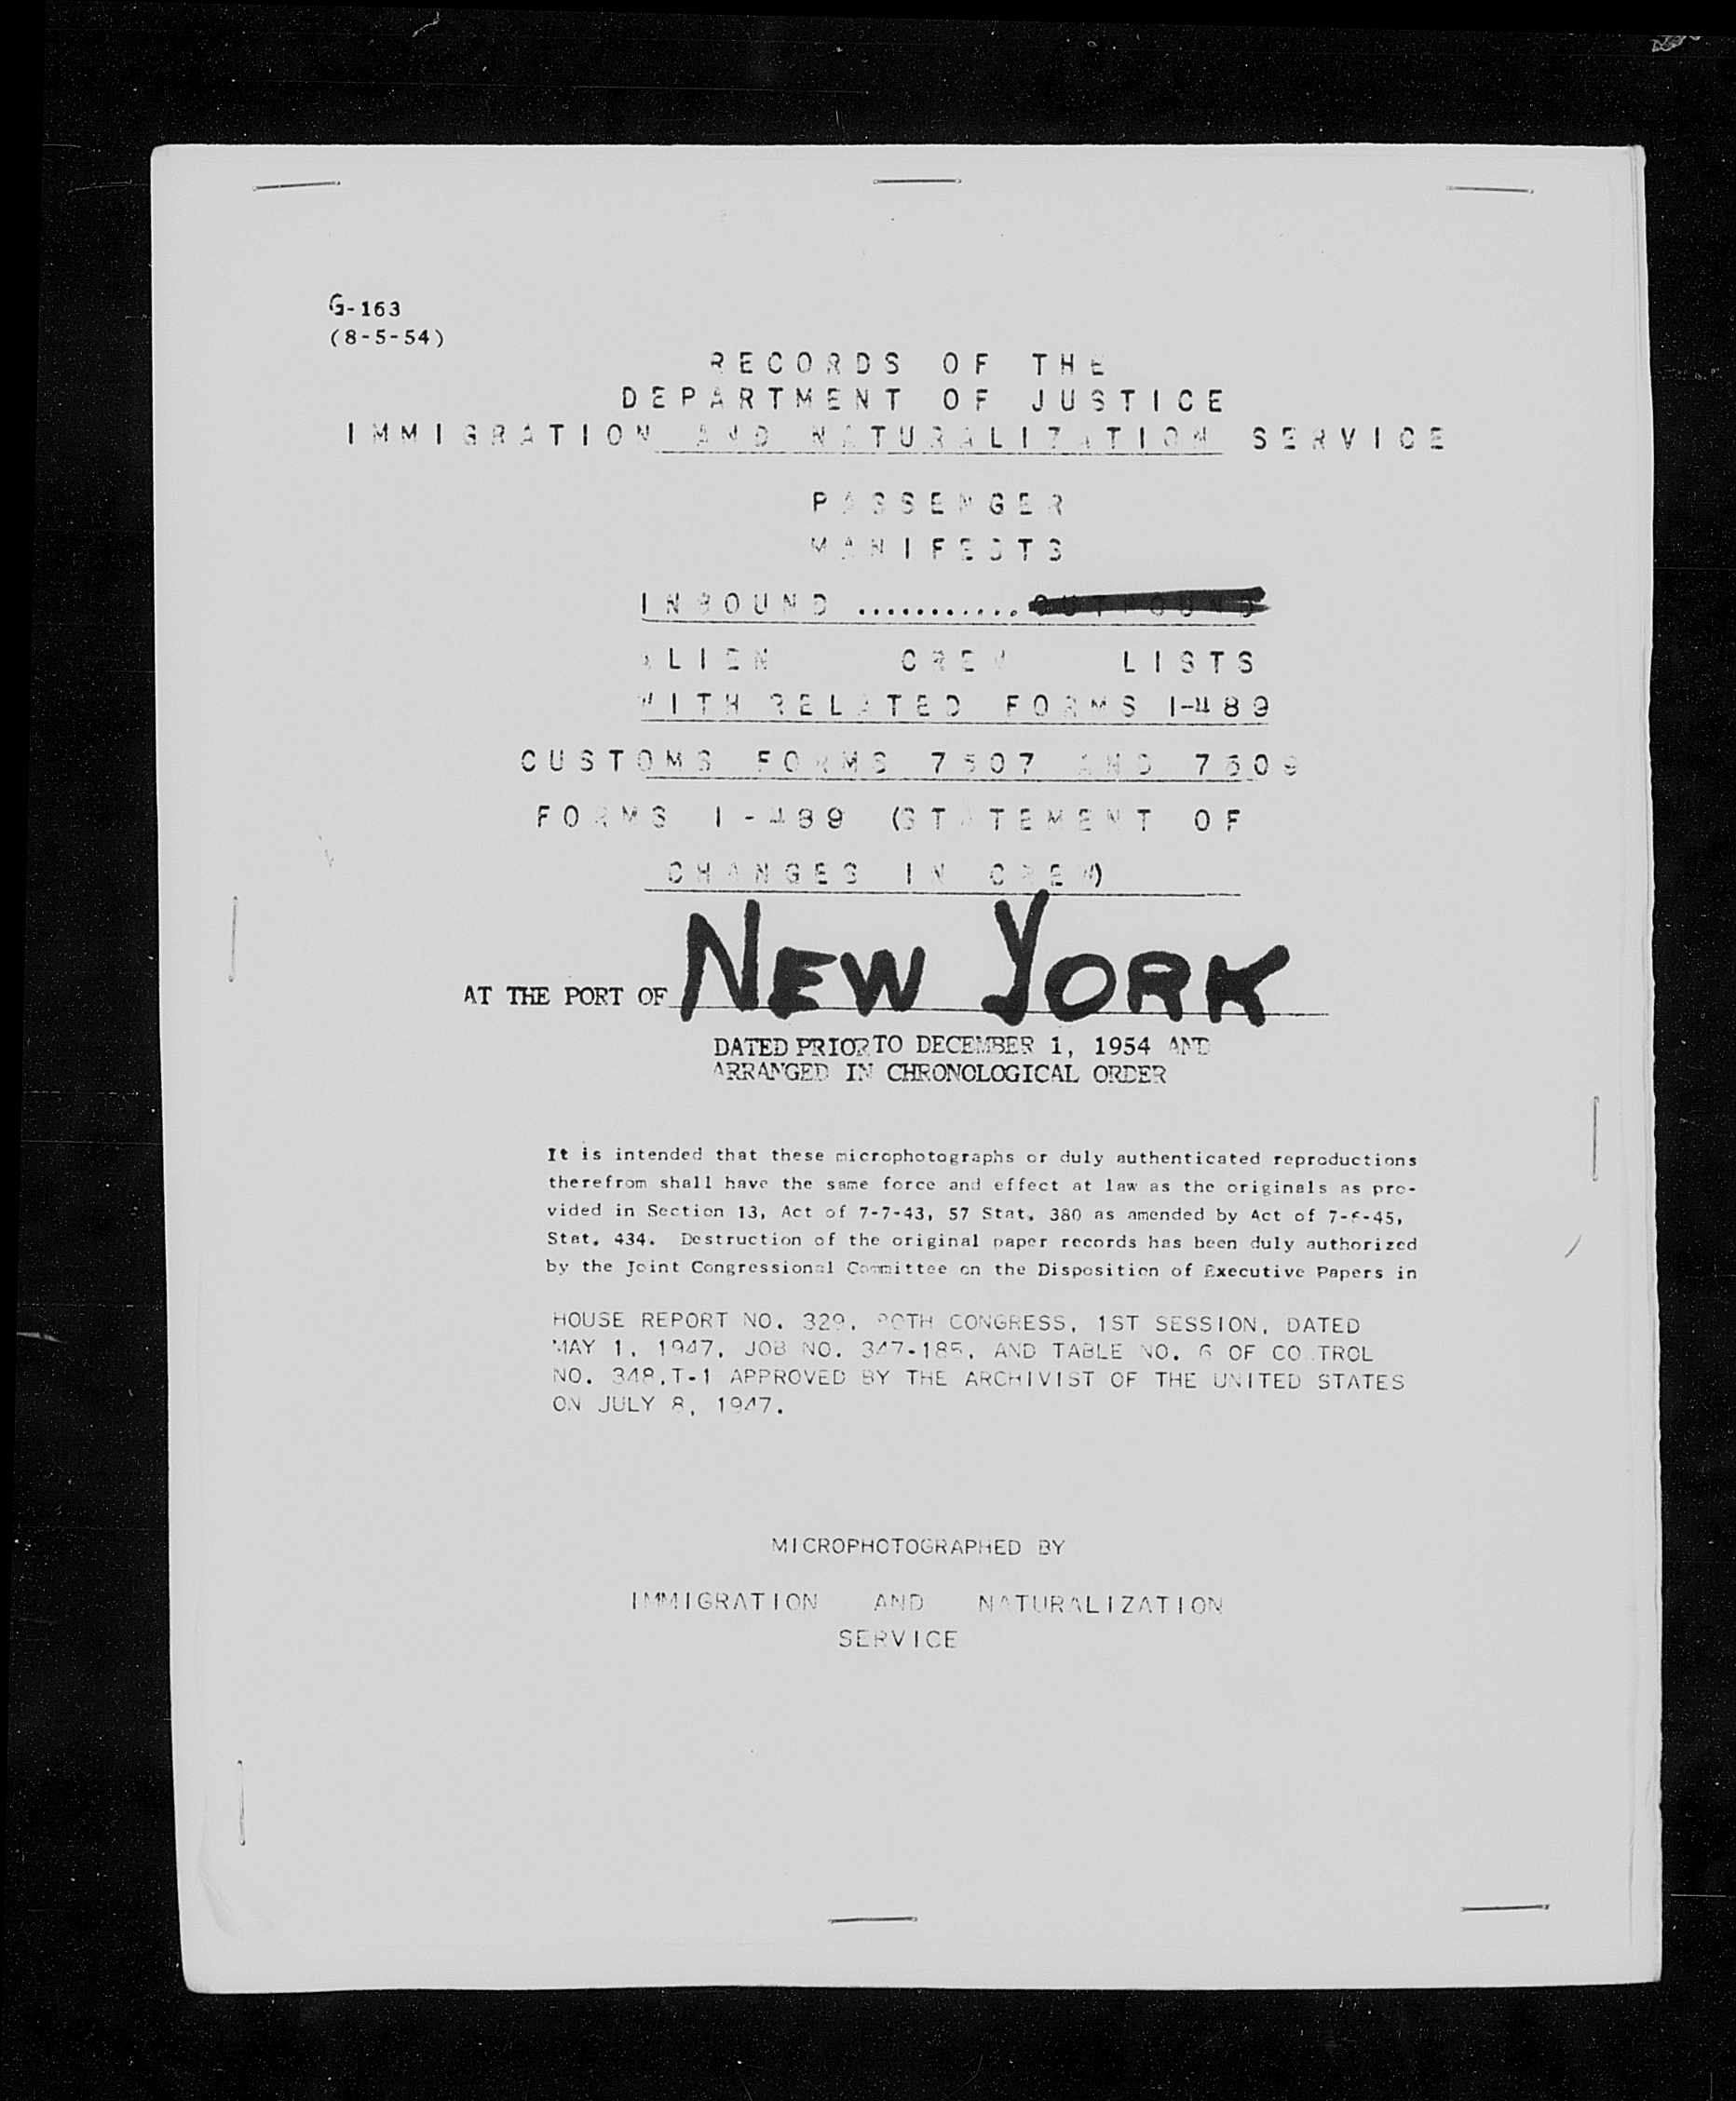 G-163
(8-5-54)
RECORDS OF THE
DEPARTMENT OF JUSTICE
IMMIGRATION AND NATURALIZATION SERVICE
PASSENGER
MANIFESTS
INBOUND ........... OUTBOUND
ALIEN CREW LISTS
WITH RELATED FORMS I-489
CUSTOMS FORMS 7507 AND 7509
FORMS I-489 (STATEMENT OF
CHANGES IN CREW)
AT THE PORT OF NEW YORK
DATED PRIOR TO DECEMBER 1, 1954 AND
ARRANGED IN CHRONOLOGICAL ORDER
It is intended that these microphotographs or duly authenticated reproductions
therefrom shall have the same force and effect at law as the originals as pro-
vided in Section 13, Act of 7-7-43, 57 Stat. 380 as amended by Act of 7-6-45,
Stat. 434. Destruction of the original paper records has been duly authorized
by the Joint Congressional Committee on the Disposition of Executive Papers in
HOUSE REPORT NO. 329, 80TH CONGRESS, 1ST SESSION, DATED
MAY 1, 1947, JOB NO. 347-185, AND TABLE NO. 6 OF CO TROL
NO. 348,T-1 APPROVED BY THE ARCHIVIST OF THE UNITED STATES
ON JULY 8, 1947.
MICROPHOTOGRAPHED BY
IMMIGRATION AND NATURALIZATION
SERVICE